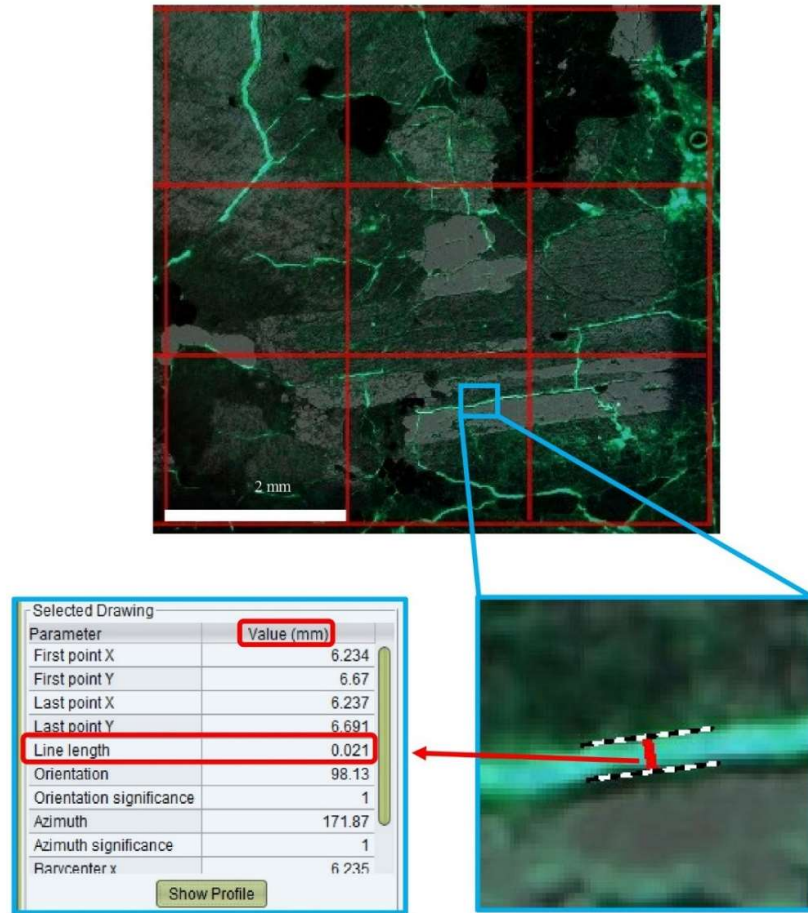 2 mm
Selected Drawing
Parameter Value (mm)
First point X 6.234
First point Y 6.67
Last point X 6.237
Last point Y 6.691
Line length 0.021
Orientation 98.13
Orientation significance 1
Azimuth 171.87
Azimuth significance 1
Barycenter x 6.235
Show Profile